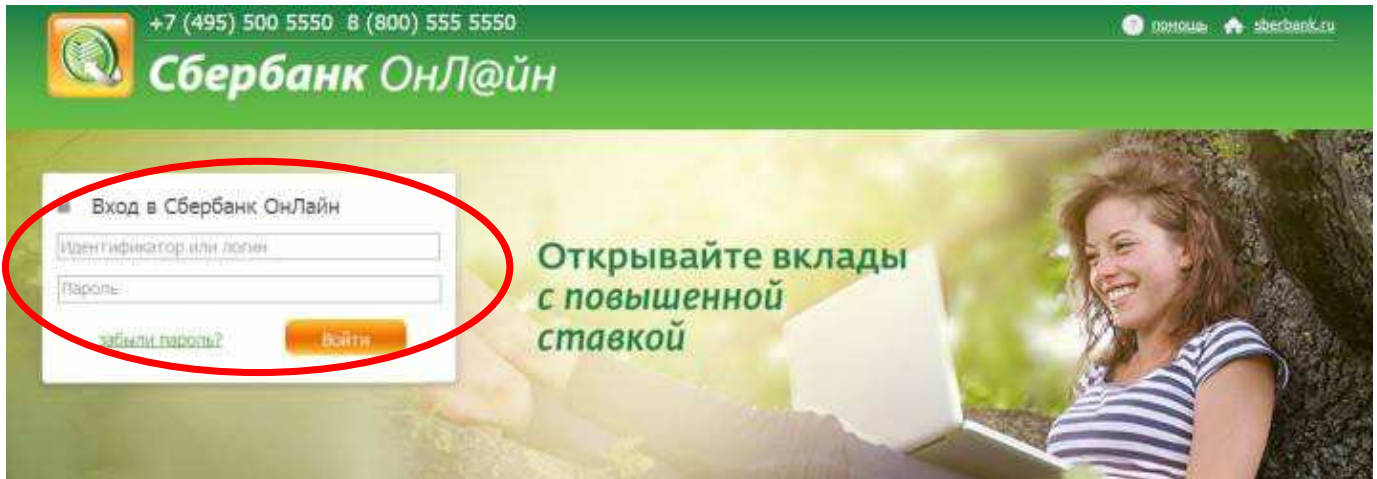 +7 (495) 500 5550 8 (800) 555 5550
? помощь sberbank.ru
Сбербанк ОнЛ@йн
Вход в Сбербанк ОнЛайн
Идентификатор или логин
Пароль
забыли пароль?
Войти
Открывайте вклады
с повышенной
ставкой